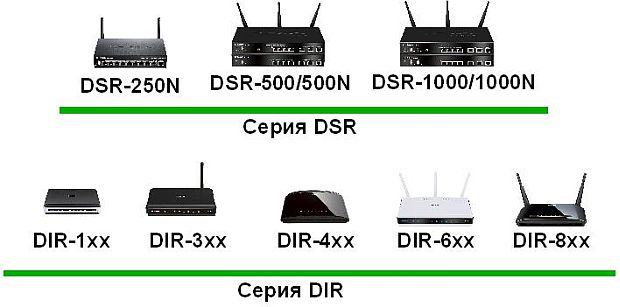 DSR-250N DSR-500/500N DSR-1000/1000N
Серия DSR
DIR-1xx DIR-3xx DIR-4xx DIR-6xx DIR-8xx
Серия DIR